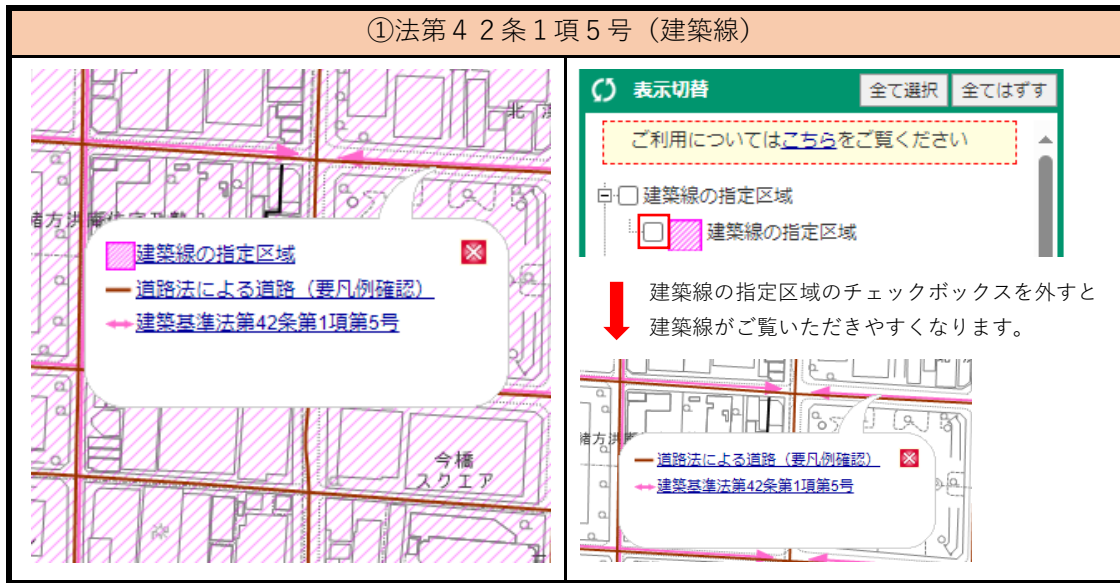 ①法第４２条１項５号（建築線）
北
緒方洪庵
建築線の指定区域
道路法による道路（要凡例確認）
建築基準法第42条第1項第5号
今橋
スクエア
表示切替
全て選択
全てはずす
ご利用についてはこちらをご覧ください
建築線の指定区域
建築線の指定区域
建築線の指定区域のチェックボックスを外すと
建築線がご覧いただきやすくなります。
緒方洪
道路法による道路（要凡例確認）
建築基準法第42条第1項第5号